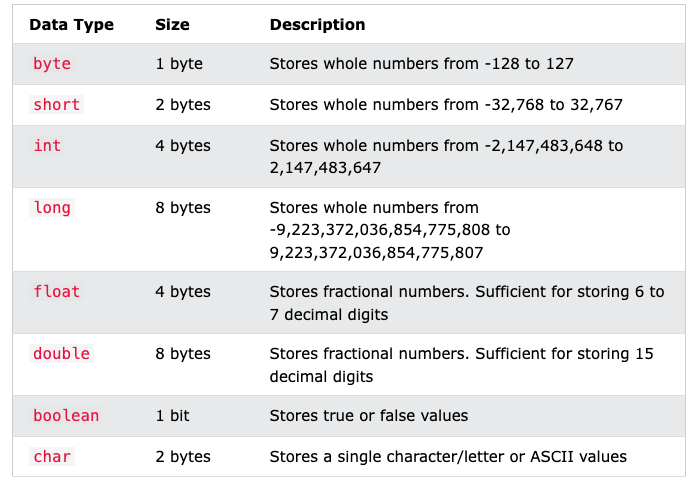 Data Type Size Description
byte 1 byte Stores whole numbers from -128 to 127
short 2 bytes Stores whole numbers from -32,768 to 32,767
int 4 bytes Stores whole numbers from -2,147,483,648 to
2,147,483,647
long 8 bytes Stores whole numbers from
-9,223,372,036,854,775,808 to
9,223,372,036,854,775,807
float 4 bytes Stores fractional numbers. Sufficient for storing 6 to
7 decimal digits
double 8 bytes Stores fractional numbers. Sufficient for storing 15
decimal digits
boolean 1 bit Stores true or false values
char 2 bytes Stores a single character/letter or ASCII values